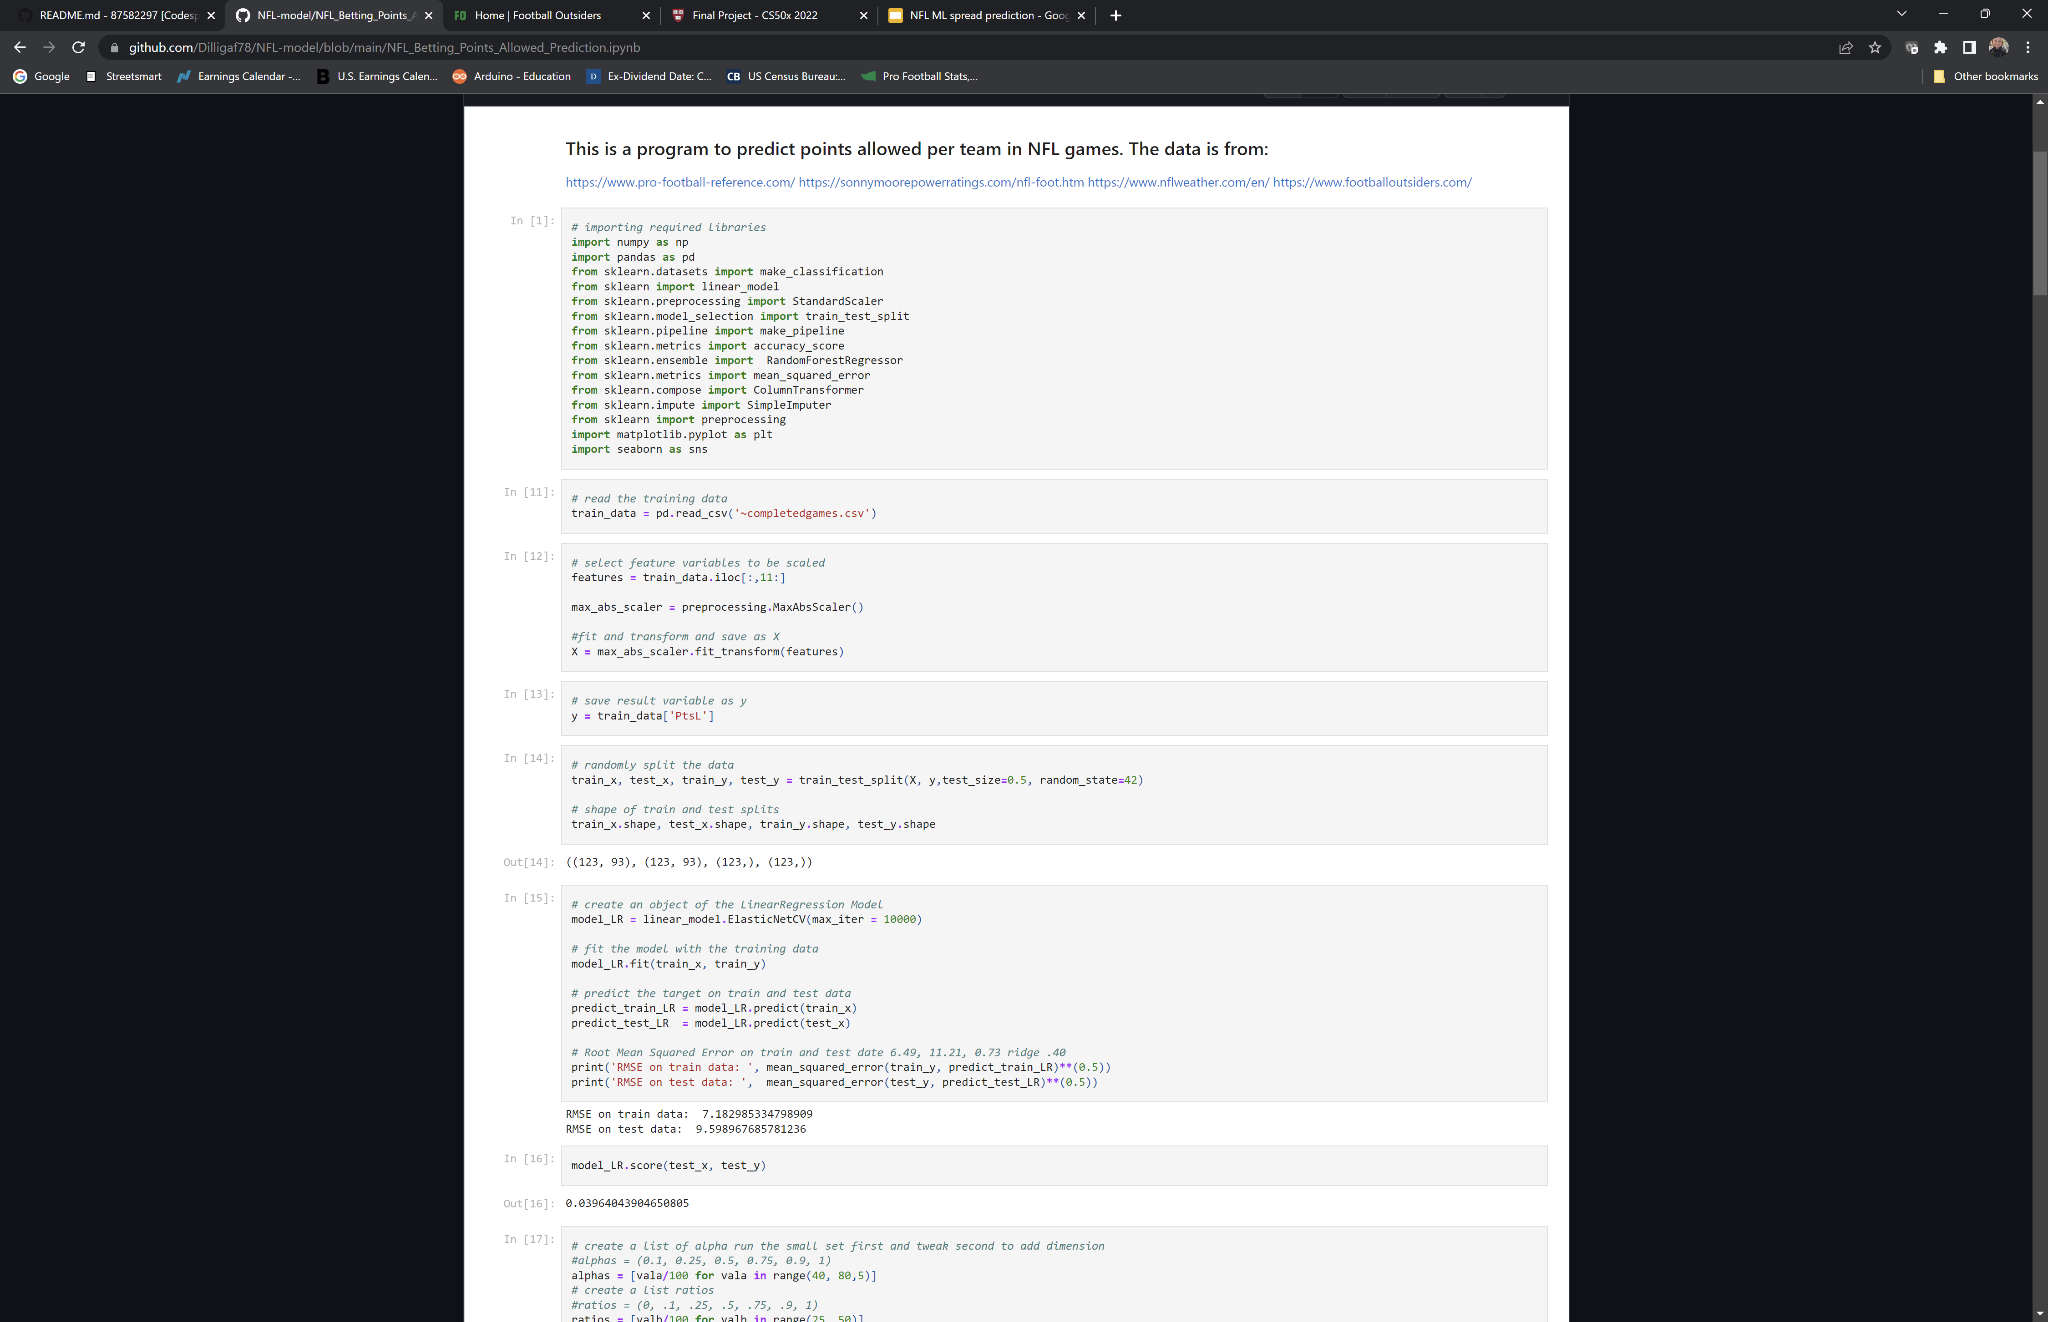 README.md - 87582297 [Codesp
NFL-model/NFL_Betting_Points_A
FO Home | Football Outsiders
Final Project - CS50x 2022
NFL ML spread prediction - Goog
github.com/Dilligaf78/NFL-model/blob/main/NFL_Betting_Points_Allowed_Prediction.ipynb
Google
Streetsmart
Earnings Calendar -...
B U.S. Earnings Calen...
Arduino - Education
D Ex-Dividend Date: C...
CB US Census Bureau:...
Pro Football Stats,...
Other bookmarks
This is a program to predict points allowed per team in NFL games. The data is from:
https://www.pro-football-reference.com/ https://sonnymoorepowerratings.com/nfl-foot.htm https://www.nflweather.com/en/ https://www.footballoutsiders.com/
In [1]:
# importing required libraries
import numpy as np
import pandas as pd
from sklearn.datasets import make_classification
from sklearn import linear_model
from sklearn.preprocessing import StandardScaler
from sklearn.model_selection import train_test_split
from sklearn.pipeline import make_pipeline
from sklearn.metrics import accuracy_score
from sklearn.ensemble import  RandomForestRegressor
from sklearn.metrics import mean_squared_error
from sklearn.compose import ColumnTransformer
from sklearn.impute import SimpleImputer
from sklearn import preprocessing
import matplotlib.pyplot as plt
import seaborn as sns
In [11]:
# read the training data
train_data = pd.read_csv('~completedgames.csv')
In [12]:
# select feature variables to be scaled
features = train_data.iloc[:,11:]
max_abs_scaler = preprocessing.MaxAbsScaler()
#fit and transform and save as X
X = max_abs_scaler.fit_transform(features)
In [13]:
# save result variable as y
y = train_data['PtsL']
In [14]:
# randomly split the data
train_x, test_x, train_y, test_y = train_test_split(X, y,test_size=0.5, random_state=42)
# shape of train and test splits
train_x.shape, test_x.shape, train_y.shape, test_y.shape
Out[14]: ((123, 93), (123, 93), (123,), (123,))
In [15]:
# create an object of the LinearRegression Model
model_LR = linear_model.ElasticNetCV(max_iter = 10000)
# fit the model with the training data
model_LR.fit(train_x, train_y)
# predict the target on train and test data
predict_train_LR = model_LR.predict(train_x)
predict_test_LR  = model_LR.predict(test_x)
# Root Mean Squared Error on train and test date 6.49, 11.21, 0.73 ridge .40
print('RMSE on train data: ', mean_squared_error(train_y, predict_train_LR)**(0.5))
print('RMSE on test data: ',  mean_squared_error(test_y, predict_test_LR)**(0.5))
RMSE on train data:  7.182985334798909
RMSE on test data:  9.598967685781236
In [16]:
model_LR.score(test_x, test_y)
Out[16]: 0.03964043904650805
In [17]:
# create a list of alpha run the small set first and tweak second to add dimension
#alphas = (0.1, 0.25, 0.5, 0.75, 0.9, 1)
alphas = [vala/100 for vala in range(40, 80,5)]
# create a list ratios
#ratios = (0, .1, .25, .5, .75, .9, 1)
ratios = [valb/100 for valb in range(25, 50)]